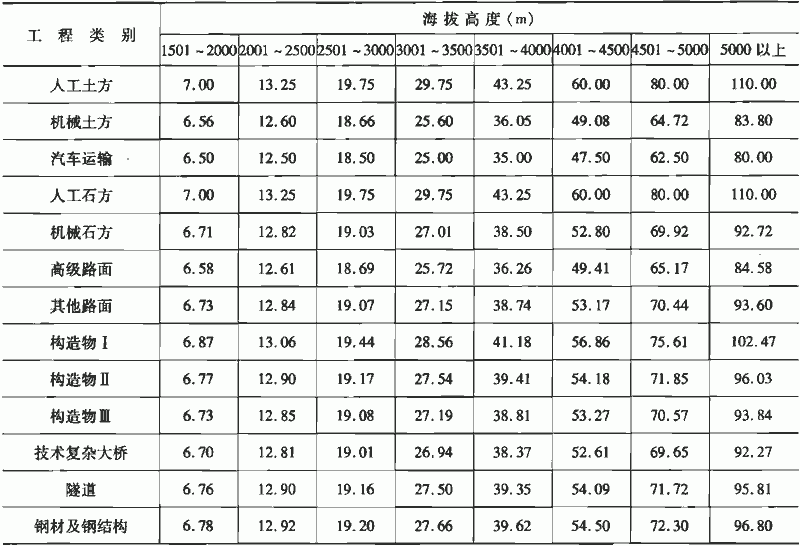 工程类别 海拔高度(m)
1501~2000 2001~2500 2501~3000 3001~3500 3501~4000 4001~4500 4501~5000 5000以上
人工土方 7.00 13.25 19.75 29.75 43.25 60.00 80.00 110.00
机械土方 6.56 12.60 18.66 25.60 36.05 49.08 64.72 83.80
汽车运输 6.50 12.50 18.50 25.00 35.00 47.50 62.50 80.00
人工石方 7.00 13.25 19.75 29.75 43.25 60.00 80.00 110.00
机械石方 6.71 12.82 19.03 27.01 38.50 52.80 69.92 92.72
高级路面 6.58 12.61 18.69 25.72 36.26 49.41 65.17 84.58
其他路面 6.73 12.84 19.07 27.15 38.74 53.17 70.44 93.60
构造物Ⅰ 6.87 13.06 19.44 28.56 41.18 56.86 75.61 102.47
构造物Ⅱ 6.77 12.90 19.17 27.54 39.41 54.18 71.85 96.03
构造物Ⅲ 6.73 12.85 19.08 27.19 38.81 53.27 70.57 93.84
技术复杂大桥 6.70 12.81 19.01 26.94 38.37 52.61 69.65 92.27
隧道 6.76 12.90 19.16 27.50 39.35 54.09 71.72 95.81
钢材及钢结构 6.78 12.92 19.20 27.66 39.62 54.50 72.30 96.80